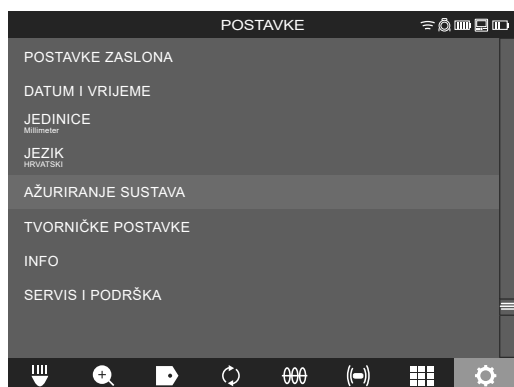 POSTAVKE
POSTAVKE ZASLONA
DATUM I VRIJEME
JEDINICE
Millimeter
JEZIK
HRVATSKI
AŽURIRANJE SUSTAVA
TVORNIČKE POSTAVKE
INFO
SERVIS I PODRŠKA